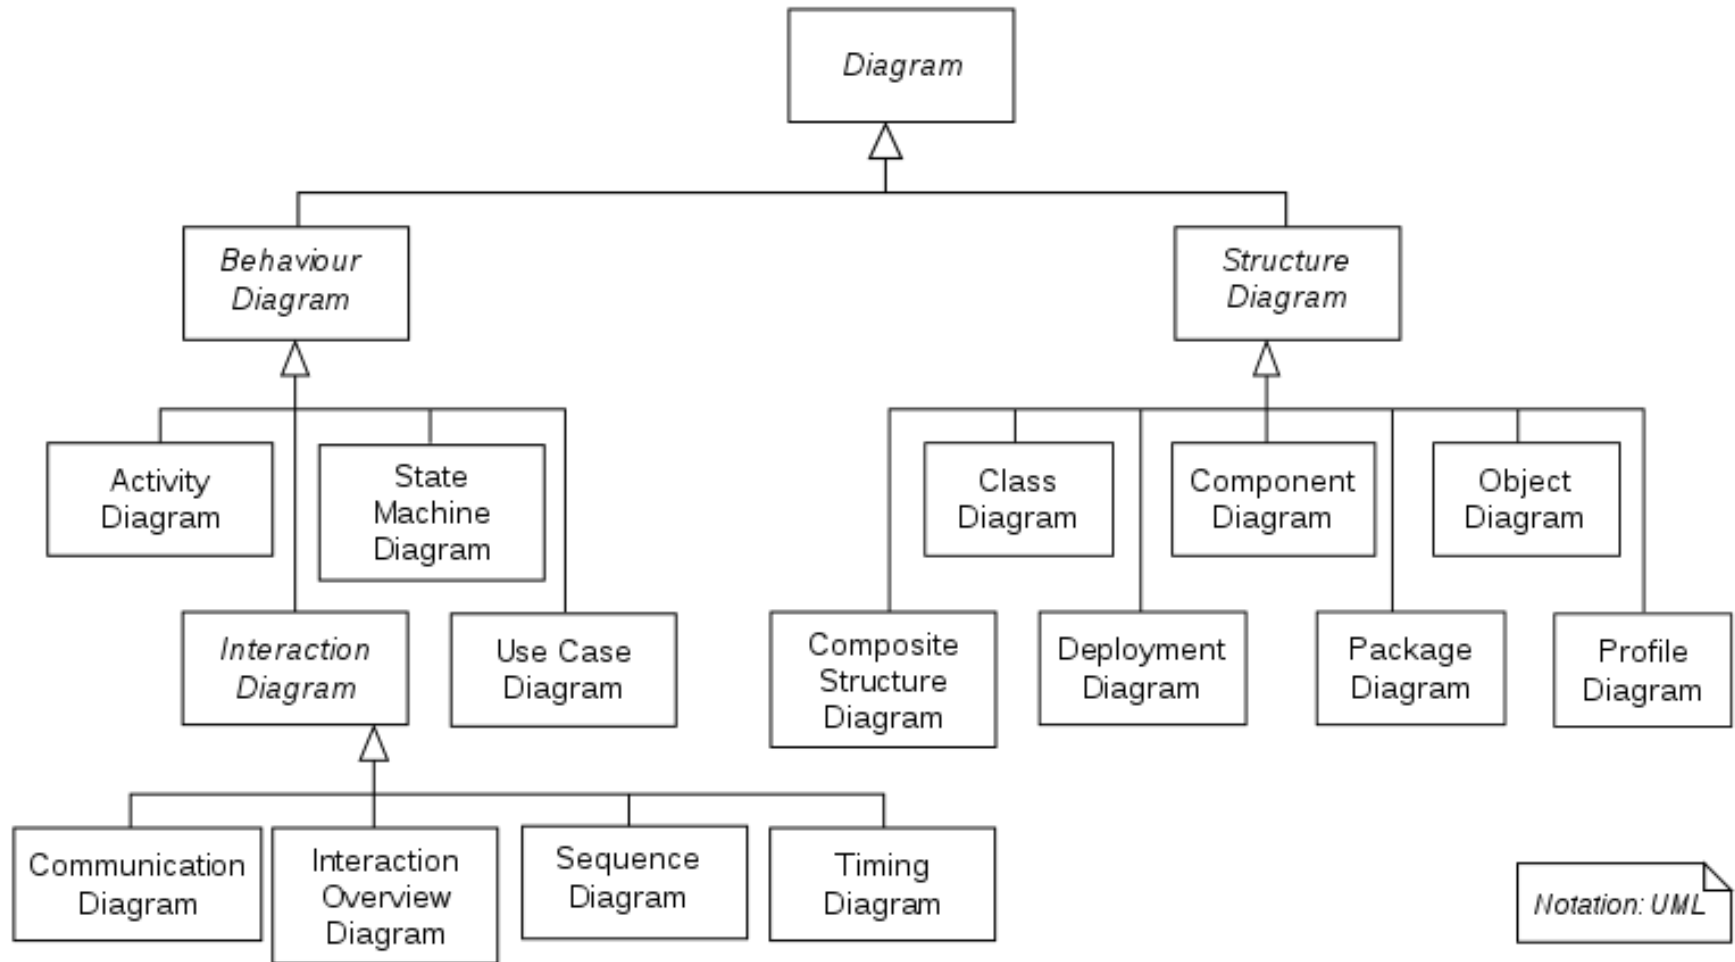 Diagram
Behaviour
Diagram
Structure
Diagram
Activity
Diagram
State
Machine
Diagram
Class
Diagram
Component
Diagram
Object
Diagram
Interaction
Diagram
Use Case
Diagram
Composite
Structure
Diagram
Deployment
Diagram
Package
Diagram
Profile
Diagram
Communication
Diagram
Interaction
Overview
Diagram
Sequence
Diagram
Timing
Diagram
Notation: UML